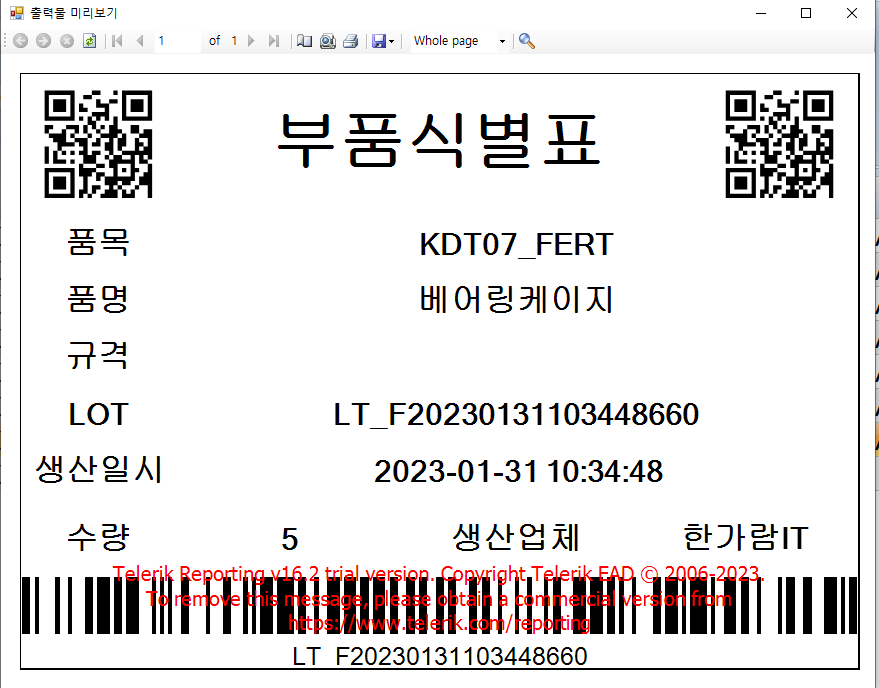 출력물 미리보기
1 of 1 Whole page
부품식별표
품목 KDT07_FERT
품명 베어링케이지
규격
LOT LT_F20230131103448660
생산일시 2023-01-31 10:34:48
수량 5 생산업체 한가람IT
Telerik Reporting v16.2 trial version. Copyright Telerik EAD © 2006-2023.
To remove this message, please obtain a commercial version from
https://www.telerik.com/reporting
LT_F20230131103448660